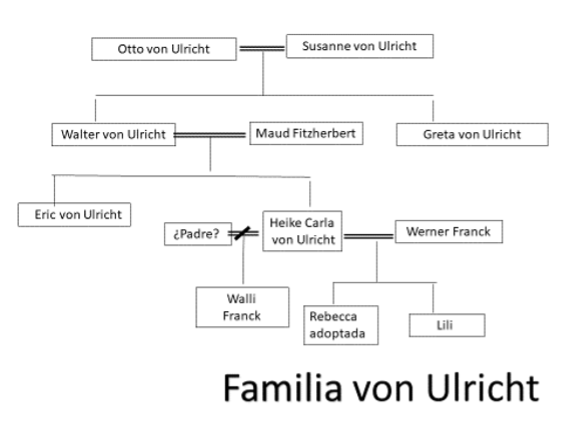 Otto von Ulricht
Susanne von Ulricht
Walter von Ulricht
Maud Fitzherbert
Greta von Ulricht
Eric von Ulricht
¿Padre?
Heike Carla
von Ulricht
Werner Franck
Walli
Franck
Rebecca
adoptada
Lili
Familia von Ulricht